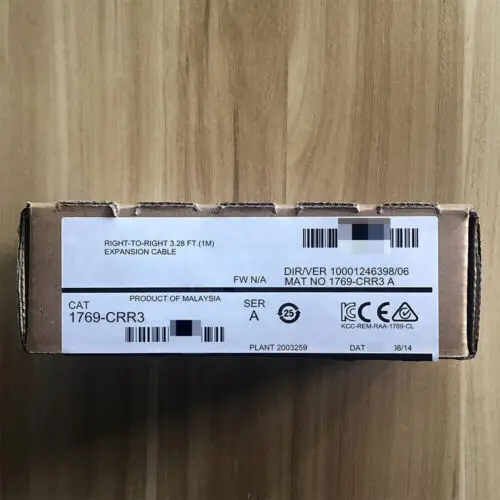 RIGHT-TO-RIGHT 3.28 FT.(1M)
EXPANSION CABLE
FW N/A
DIR/VER 10001246398/06
MAT NO 1769-CRR3 A
PRODUCT OF MALAYSIA
CAT
1769-CRR3
SER
A
25
CE
KCC-REM-RAA-1769-CL
PLANT 2003259
DAT